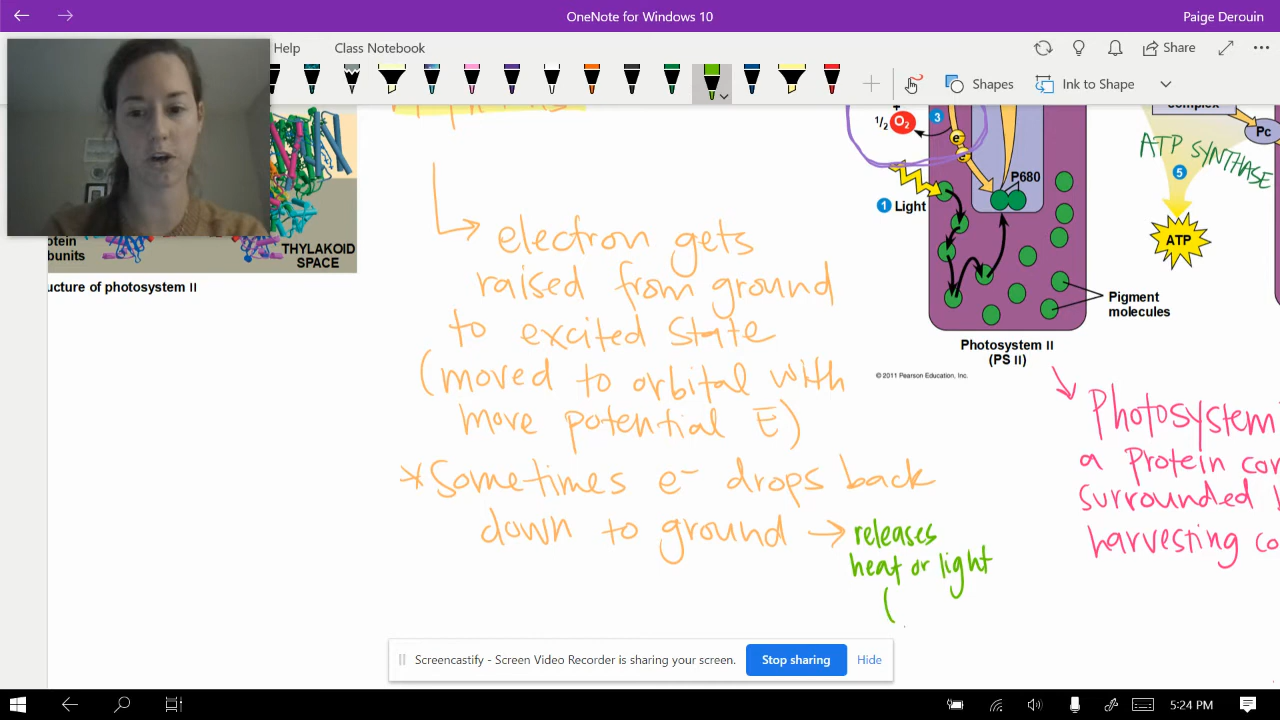 OneNote for Windows 10
Paige Derouin
Help
Class Notebook
Share
Shapes
Ink to Shape
1/2 O2
+
3
e-
e-
complex
Pc
ATP SYNTHASE
P680
5
1 Light
ATP
otein
bunits
THYLAKOID
SPACE
ucture of photosystem II
Pigment
molecules
Photosystem II
(PS II)
© 2011 Pearson Education, Inc.
electron gets
raised from ground
to excited state
(moved to orbital with
more potential E)
*Sometimes e- drops back
down to ground → releases
heat or light
(
Photosystem
a Protein com
surrounded b
harvesting co
Screencastify - Screen Video Recorder is sharing your screen.
Stop sharing
Hide
5:24 PM